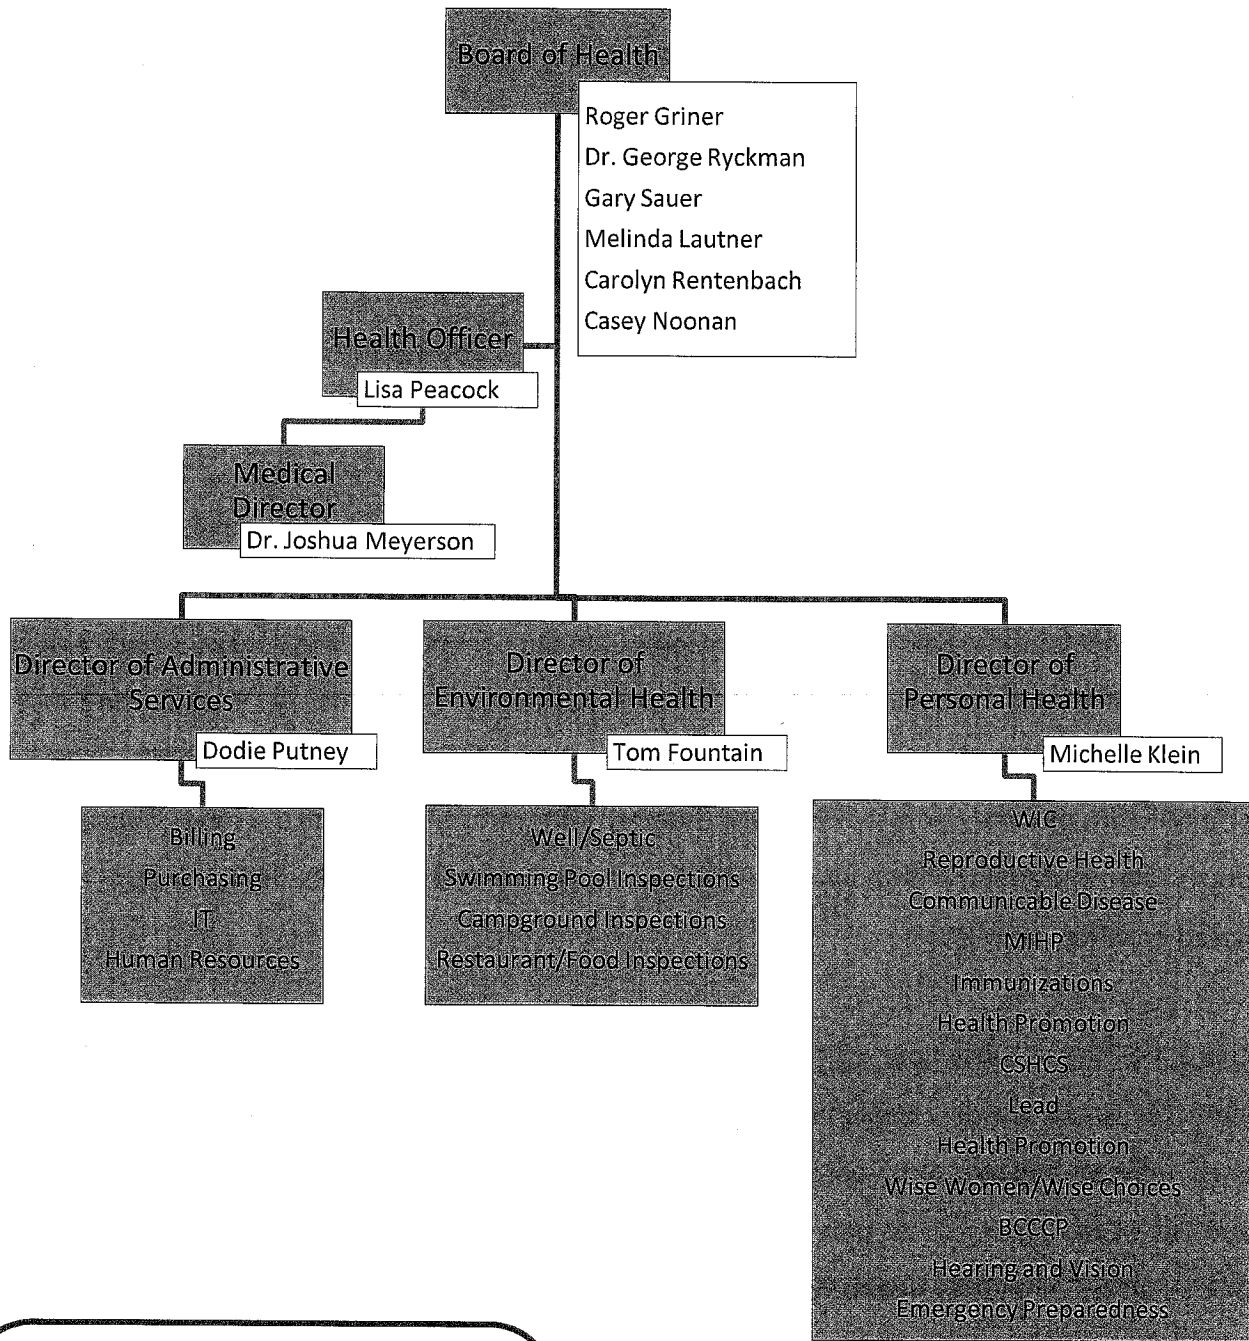 Board of Health
Roger Griner
Dr. George Ryckman
Gary Sauer
Melinda Lautner
Carolyn Rentenbach
Casey Noonan
Health Officer
Lisa Peacock
Medical
Director
Dr. Joshua Meyerson
Director of Administrative
Services
Dodie Putney
Billing
Purchasing
IT
Human Resources
Director of
Environmental Health
Tom Fountain
Well/Septic
Swimming Pool Inspections
Campground Inspections
Restaurant/Food Inspections
Director of
Personal Health
Michelle Klein
WIC
Reproductive Health
Communicable Disease
MIHP
Immunizations
Health Promotion
CSHCS
Lead
Health Promotion
Wise Women/Wise Choices
BCCCP
Hearing and Vision
Emergency Preparedness